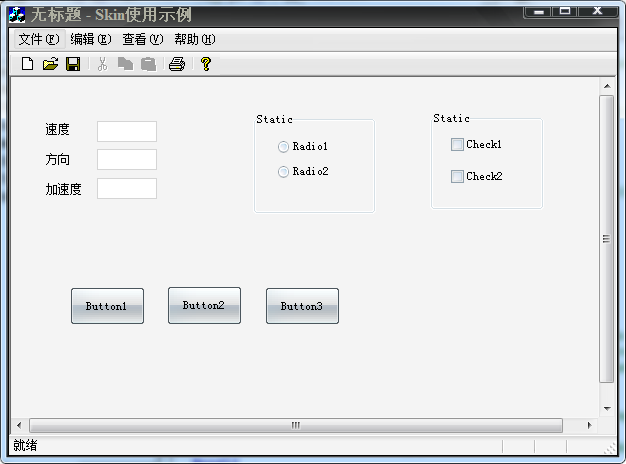 无标题 - Skin使用示例
文件(F) 编辑(E) 查看(V) 帮助(H)
速度
方向
加速度
Static
Radio1
Radio2
Static
Check1
Check2
Button1 Button2 Button3
就绪